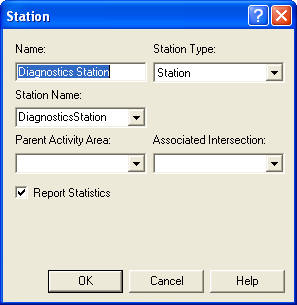 Station
Name: Station Type:
Diagnostics Station Station
Station Name:
DiagnosticsStation
Parent Activity Area: Associated Intersection:
Report Statistics
OK Cancel Help